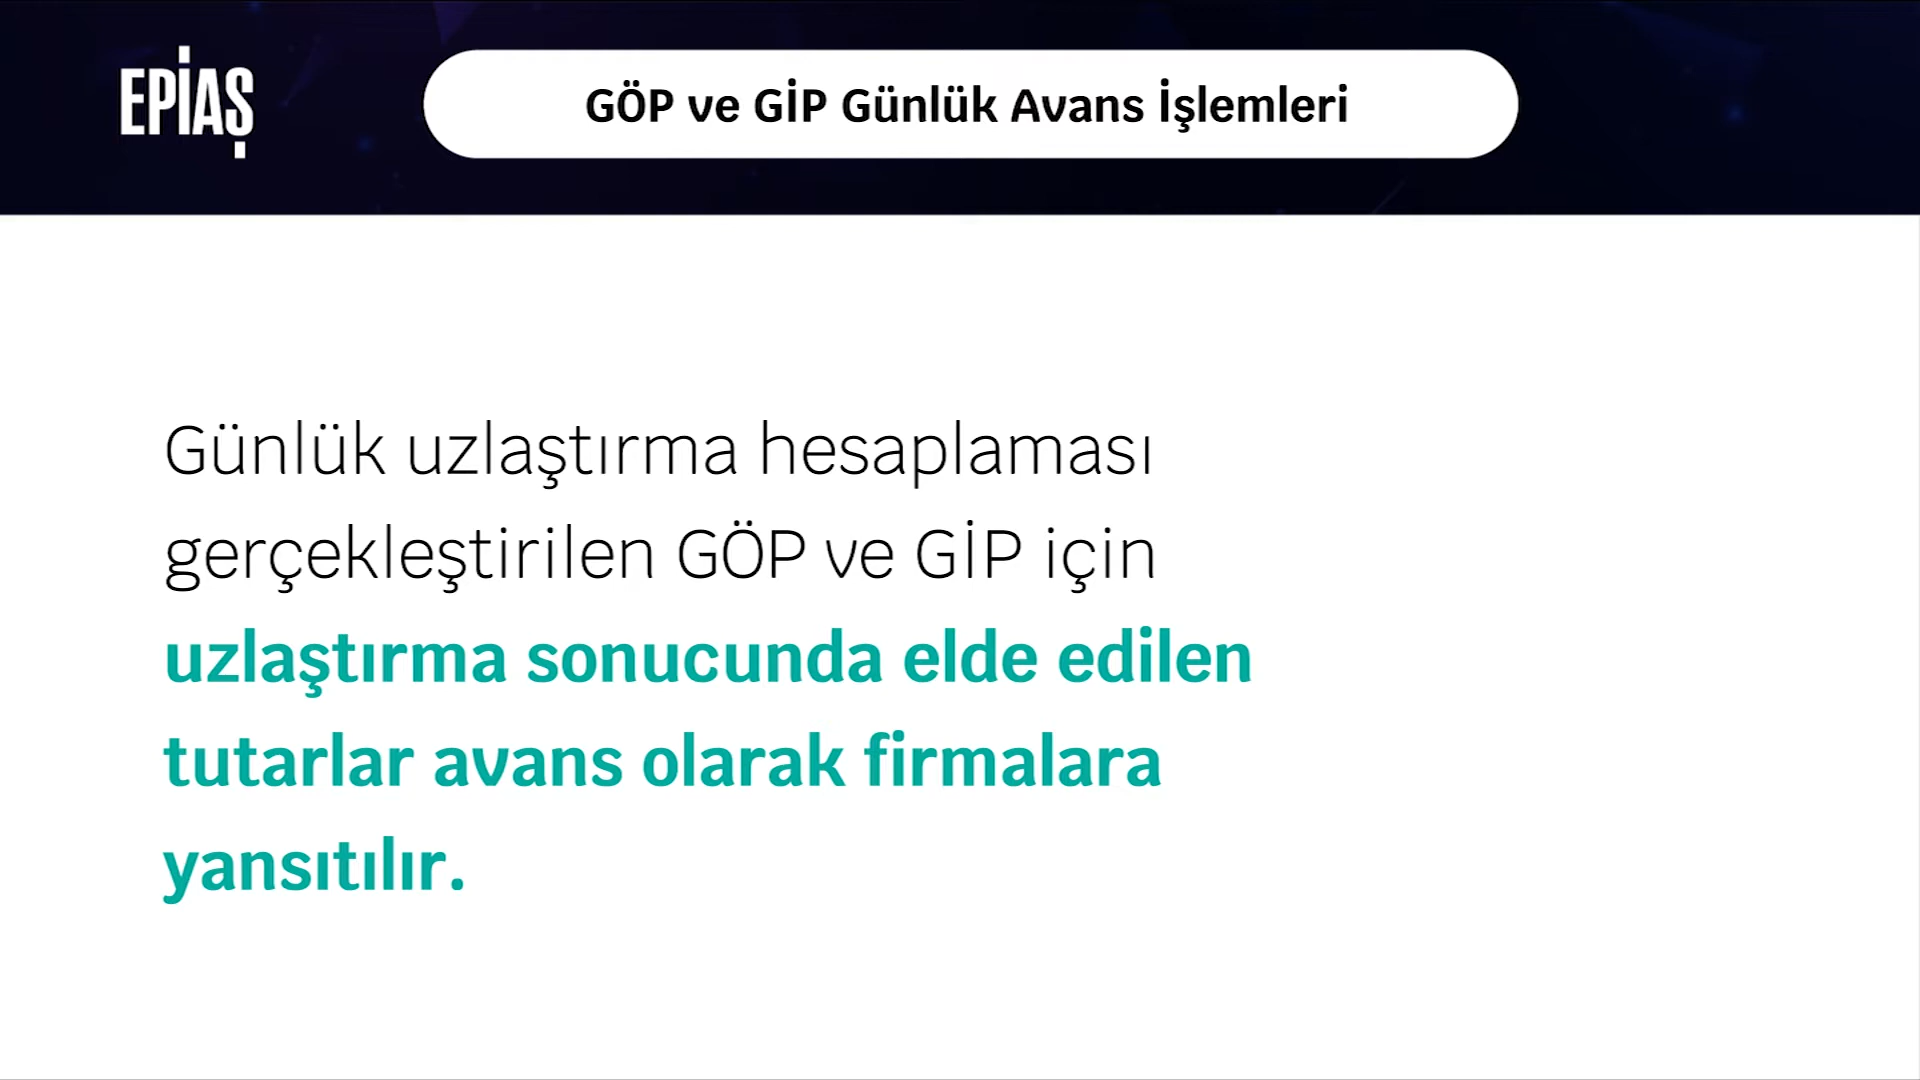 EPİAŞ
GÖP ve GİP Günlük Avans İşlemleri
Günlük uzlaştırma hesaplaması
gerçekleştirilen GÖP ve GİP için
uzlaştırma sonucunda elde edilen
tutarlar avans olarak firmalara
yansıtılır.